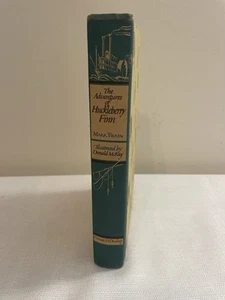 The
Adventures
of
Huckleberry
Finn
MARK TWAIN
Illustrated by
Donald McKay